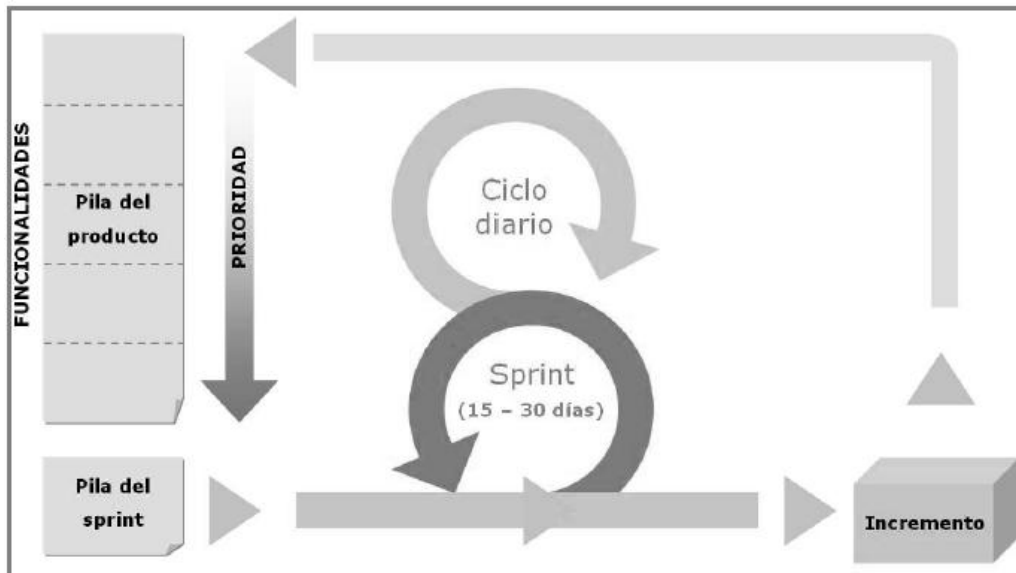 FUNCIONALIDADES
Pila del
producto
PRIORIDAD
Ciclo
diario
Sprint
(15 – 30 días)
Pila del
sprint
Incremento